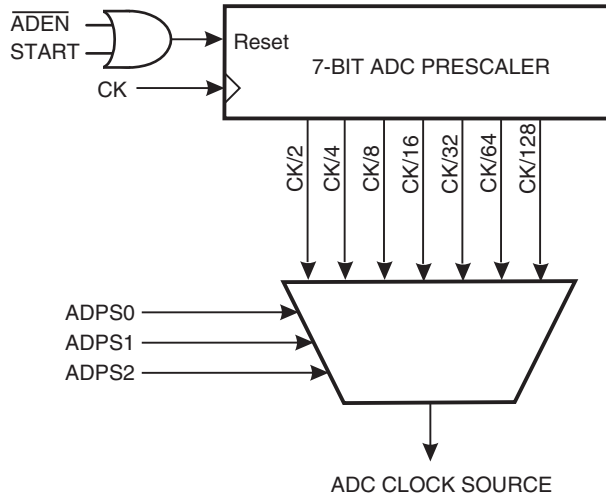 ADEN
START
Reset
7-BIT ADC PRESCALER
CK
CK/2
CK/4
CK/8
CK/16
CK/32
CK/64
CK/128
ADPS0
ADPS1
ADPS2
ADC CLOCK SOURCE